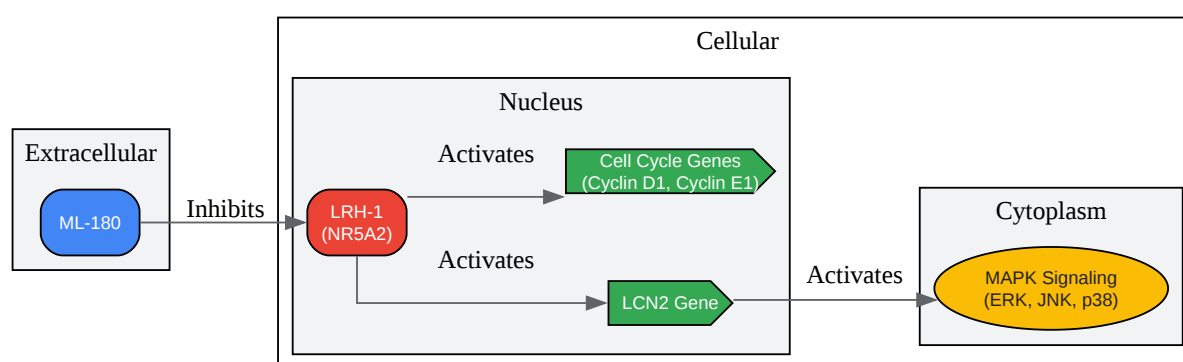 Cellular
Nucleus
Extracellular
Activates
Cell Cycle Genes
(Cyclin D1, Cyclin E1)
ML-180
Inhibits
LRH-1
(NR5A2)
Cytoplasm
Activates
LCN2 Gene
Activates
MAPK Signaling
(ERK, JNK, p38)